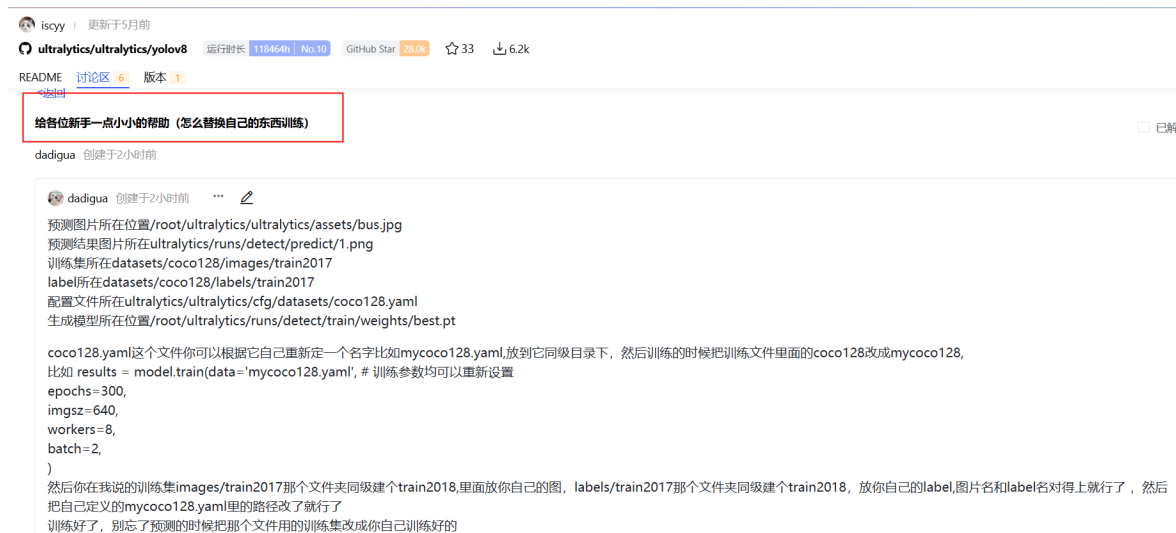 iscyy 更新于5月前
ultralytics/ultralytics/yolov8 运行时长 118464h No.10 GitHub Star 28.0k 33 6.2k
README 讨论区 6 版本 1
<返回
给各位新手一点小小的帮助（怎么替换自己的东西训练）
已解
dadigua 创建于2小时前
dadigua 创建于2小时前 ···
预测图片所在位置/root/ultralytics/ultralytics/assets/bus.jpg
预测结果图片所在ultralytics/runs/detect/predict/1.png
训练集所在datasets/coco128/images/train2017
label所在datasets/coco128/labels/train2017
配置文件所在ultralytics/ultralytics/cfg/datasets/coco128.yaml
生成模型所在位置/root/ultralytics/runs/detect/train/weights/best.pt
coco128.yaml这个文件你可以根据它自己重新定一个名字比如mycoco128.yaml,放到它同级目录下，然后训练的时候把训练文件里面的coco128改成mycoco128,
比如 results = model.train(data='mycoco128.yaml', # 训练参数均可以重新设置
epochs=300,
imgsz=640,
workers=8,
batch=2,
)
然后你在我说的训练集images/train2017那个文件夹同级建个train2018,里面放你自己的图，labels/train2017那个文件夹同级建个train2018，放你自己的label,图片名和label名对得上就行了 ，然后
把自己定义的mycoco128.yaml里的路径改了就行了
训练好了，别忘了预测的时候把那个文件用的训练集改成你自己训练好的